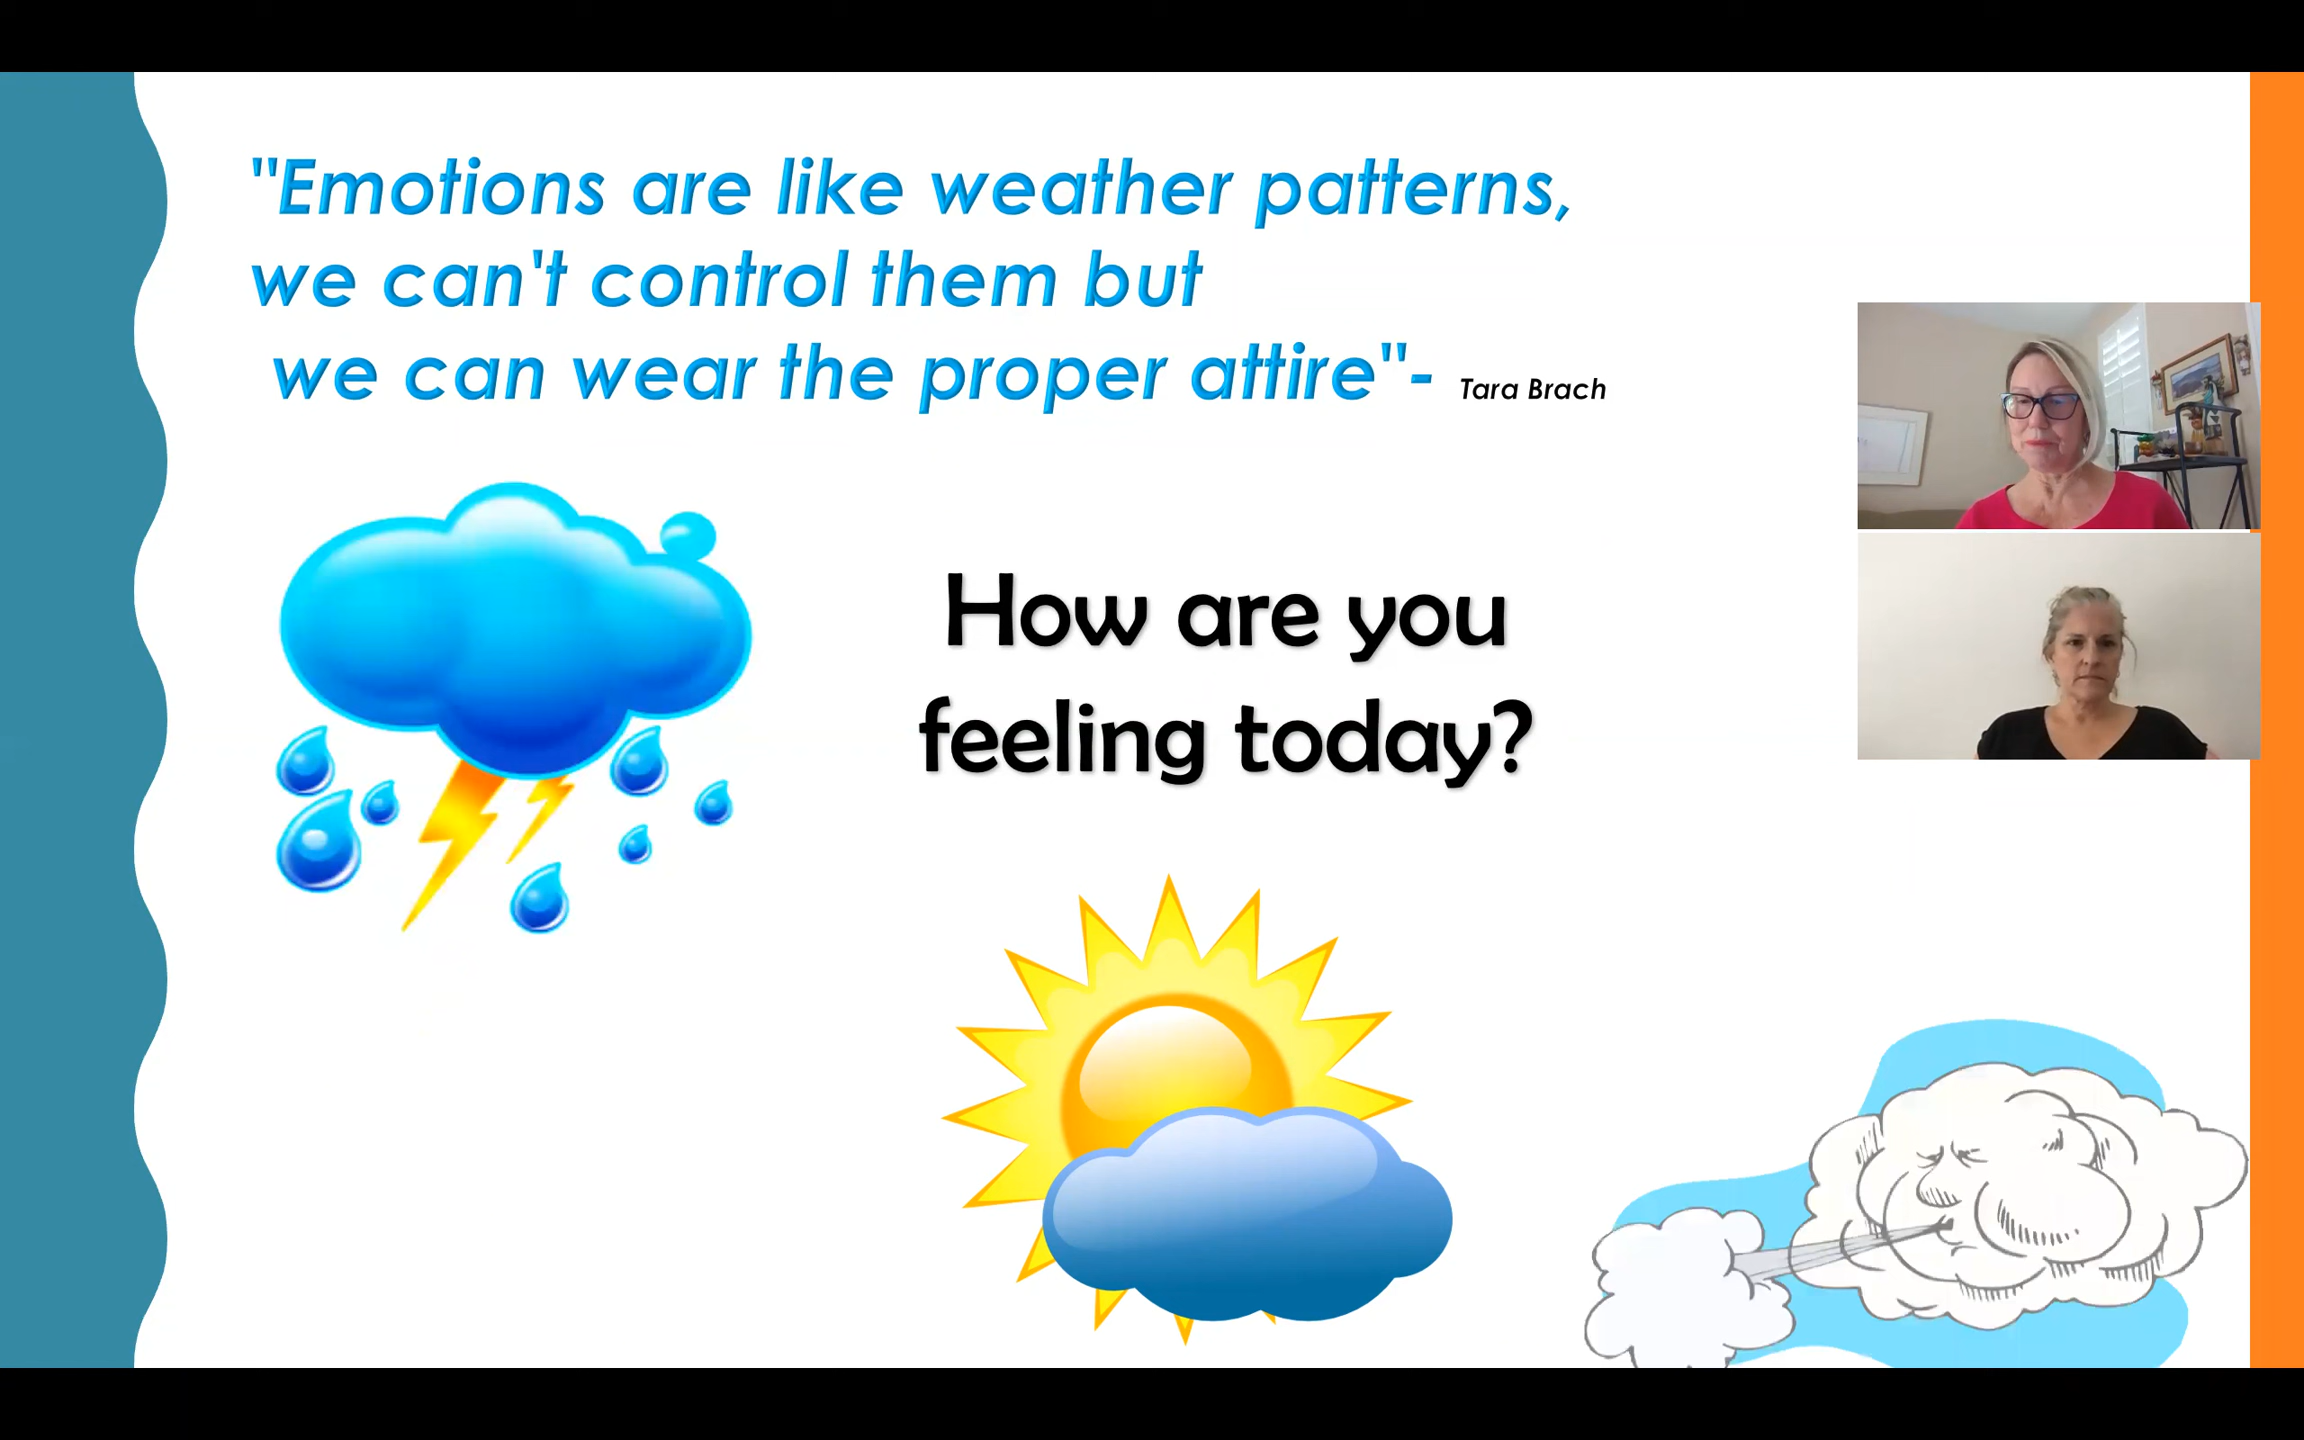 "Emotions are like weather patterns,
we can't control them but
we can wear the proper attire"- Tara Brach
How are you
feeling today?